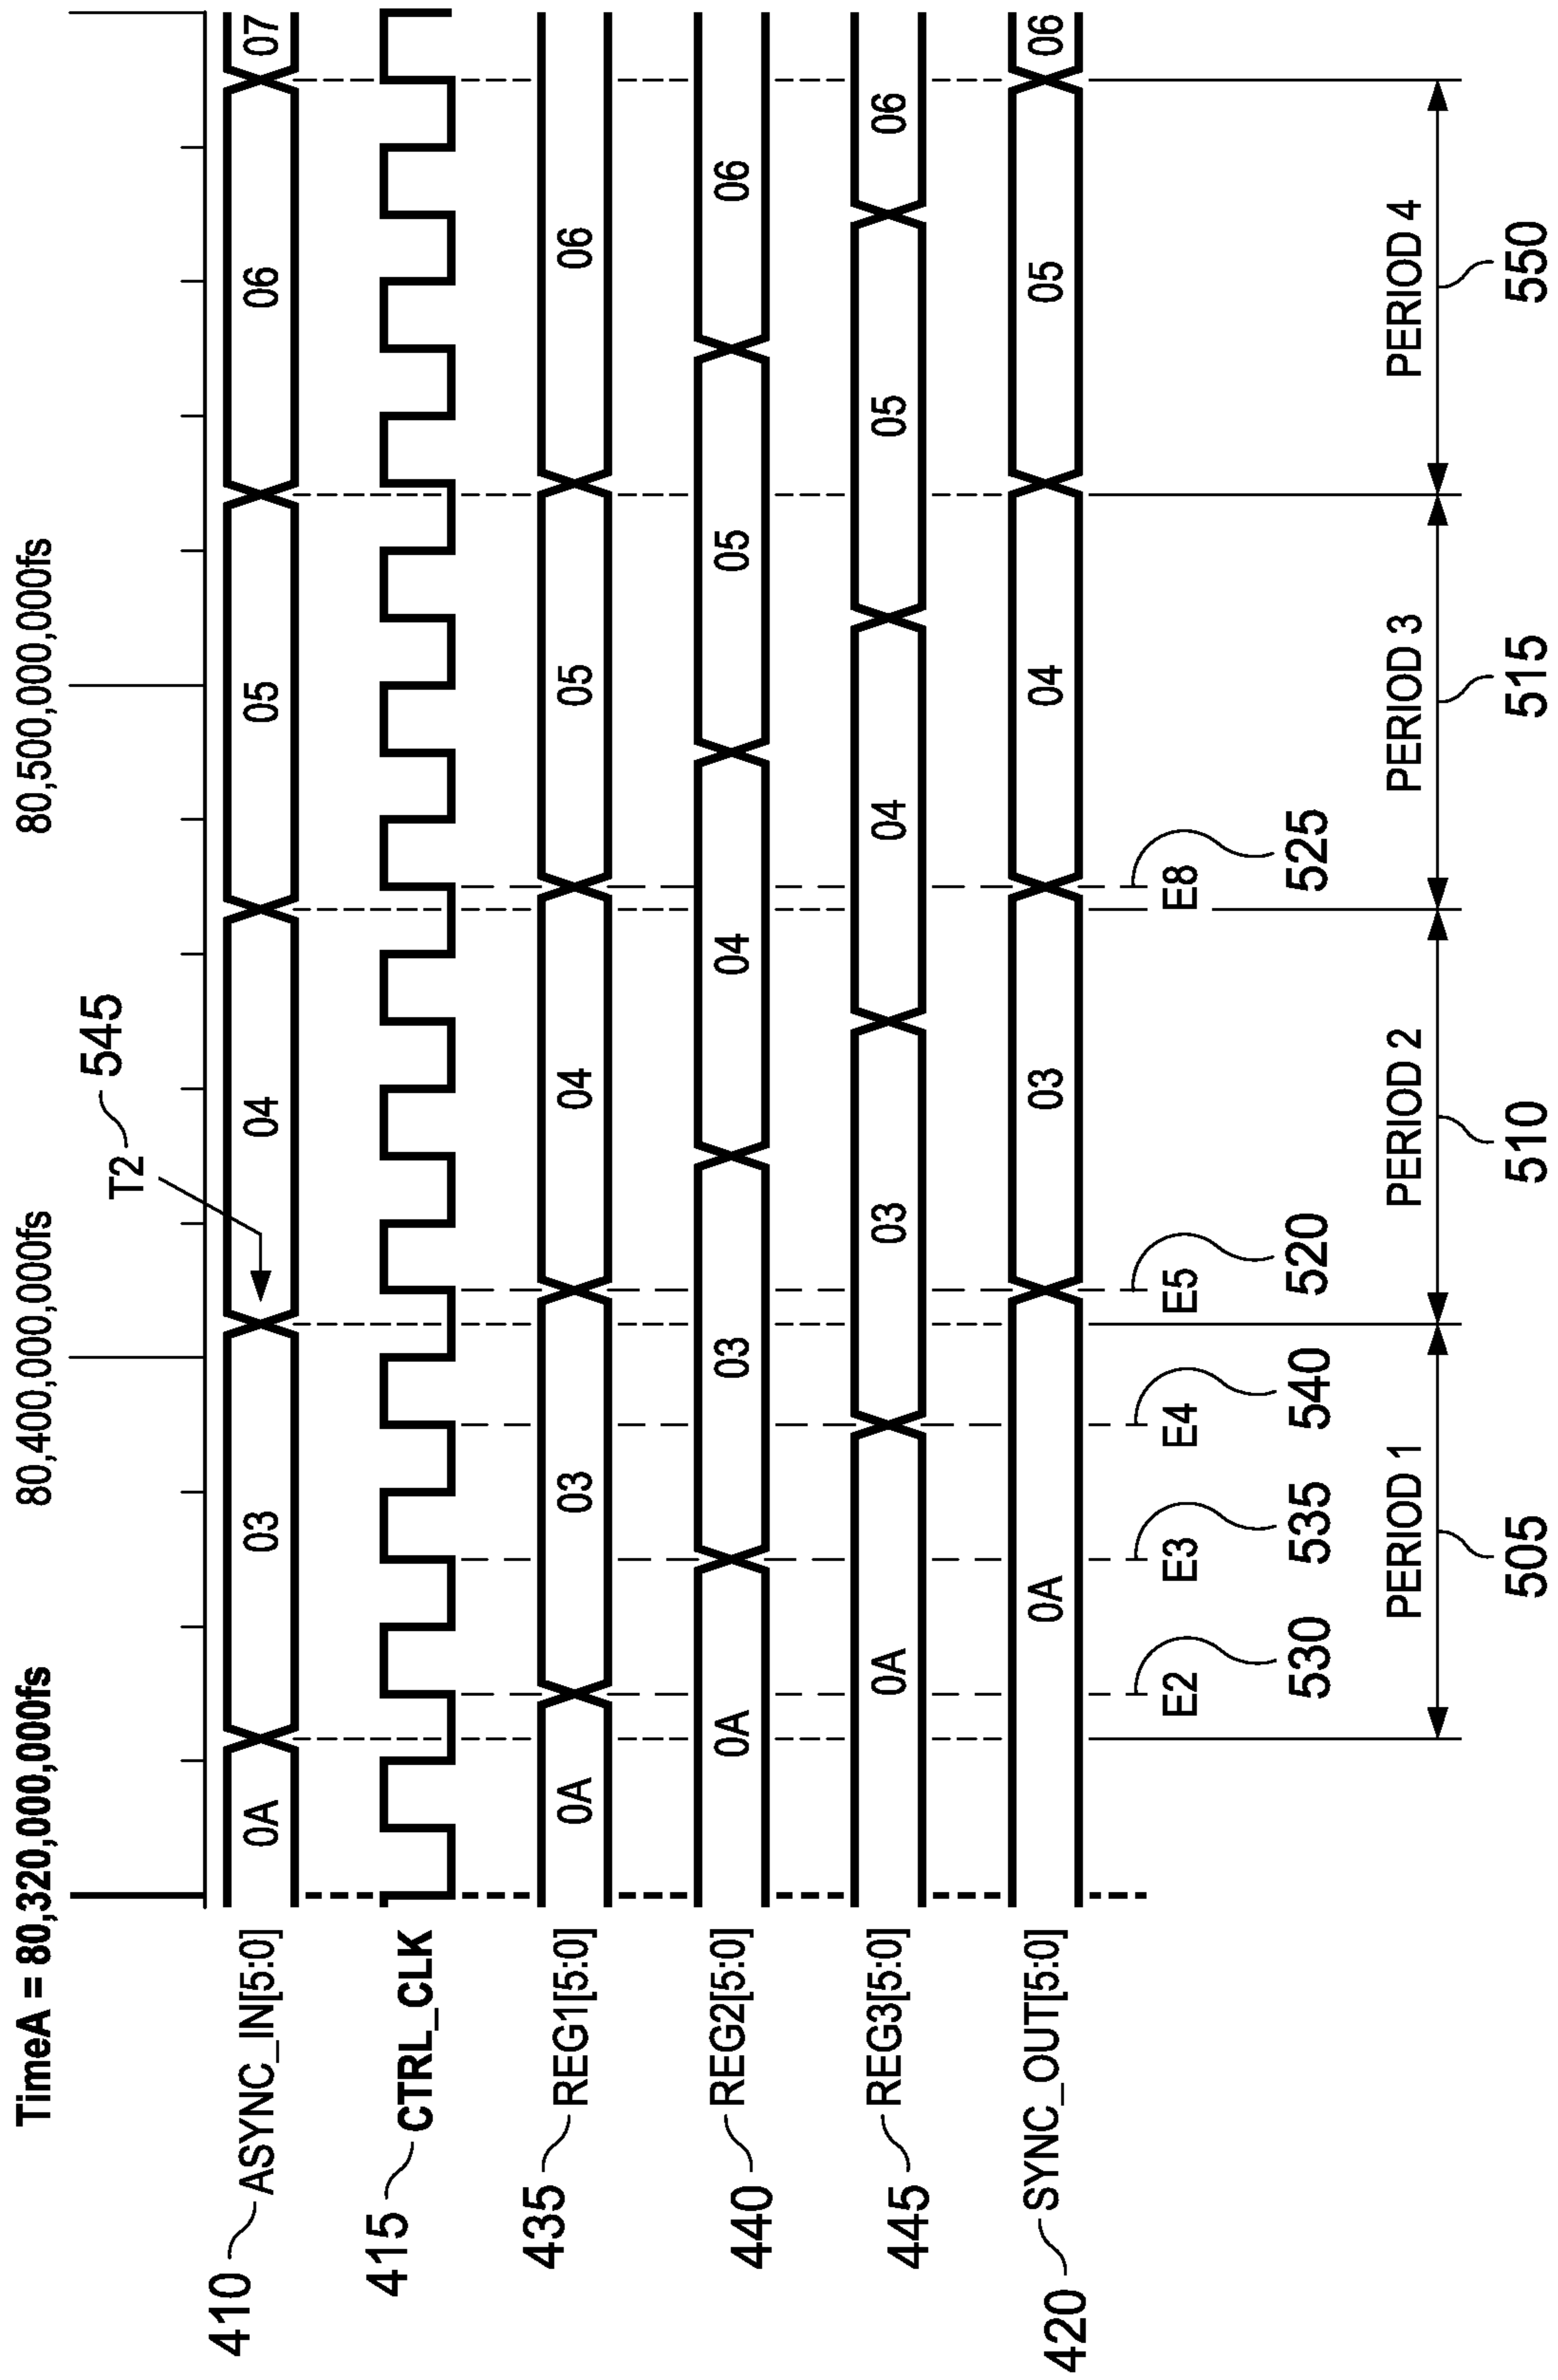 TimeA = 80,320,000,000fs 80,400,000,000fs 80,500,000,000fs
T2 545
410 ASYNC_IN[5:0] 0A 03 04 05 06 07
415 CTRL_CLK
435 REG1[5:0] 0A 03 04 05 06
440 REG2[5:0] 0A 03 04 05 06
445 REG3[5:0] 0A 03 04 05 06
420 SYNC_OUT[5:0] 0A 03 04 05 06
E2 E3 E4 E5 E8
530 535 540 520 525
PERIOD 1 PERIOD 2 PERIOD 3 PERIOD 4
505 510 515 550